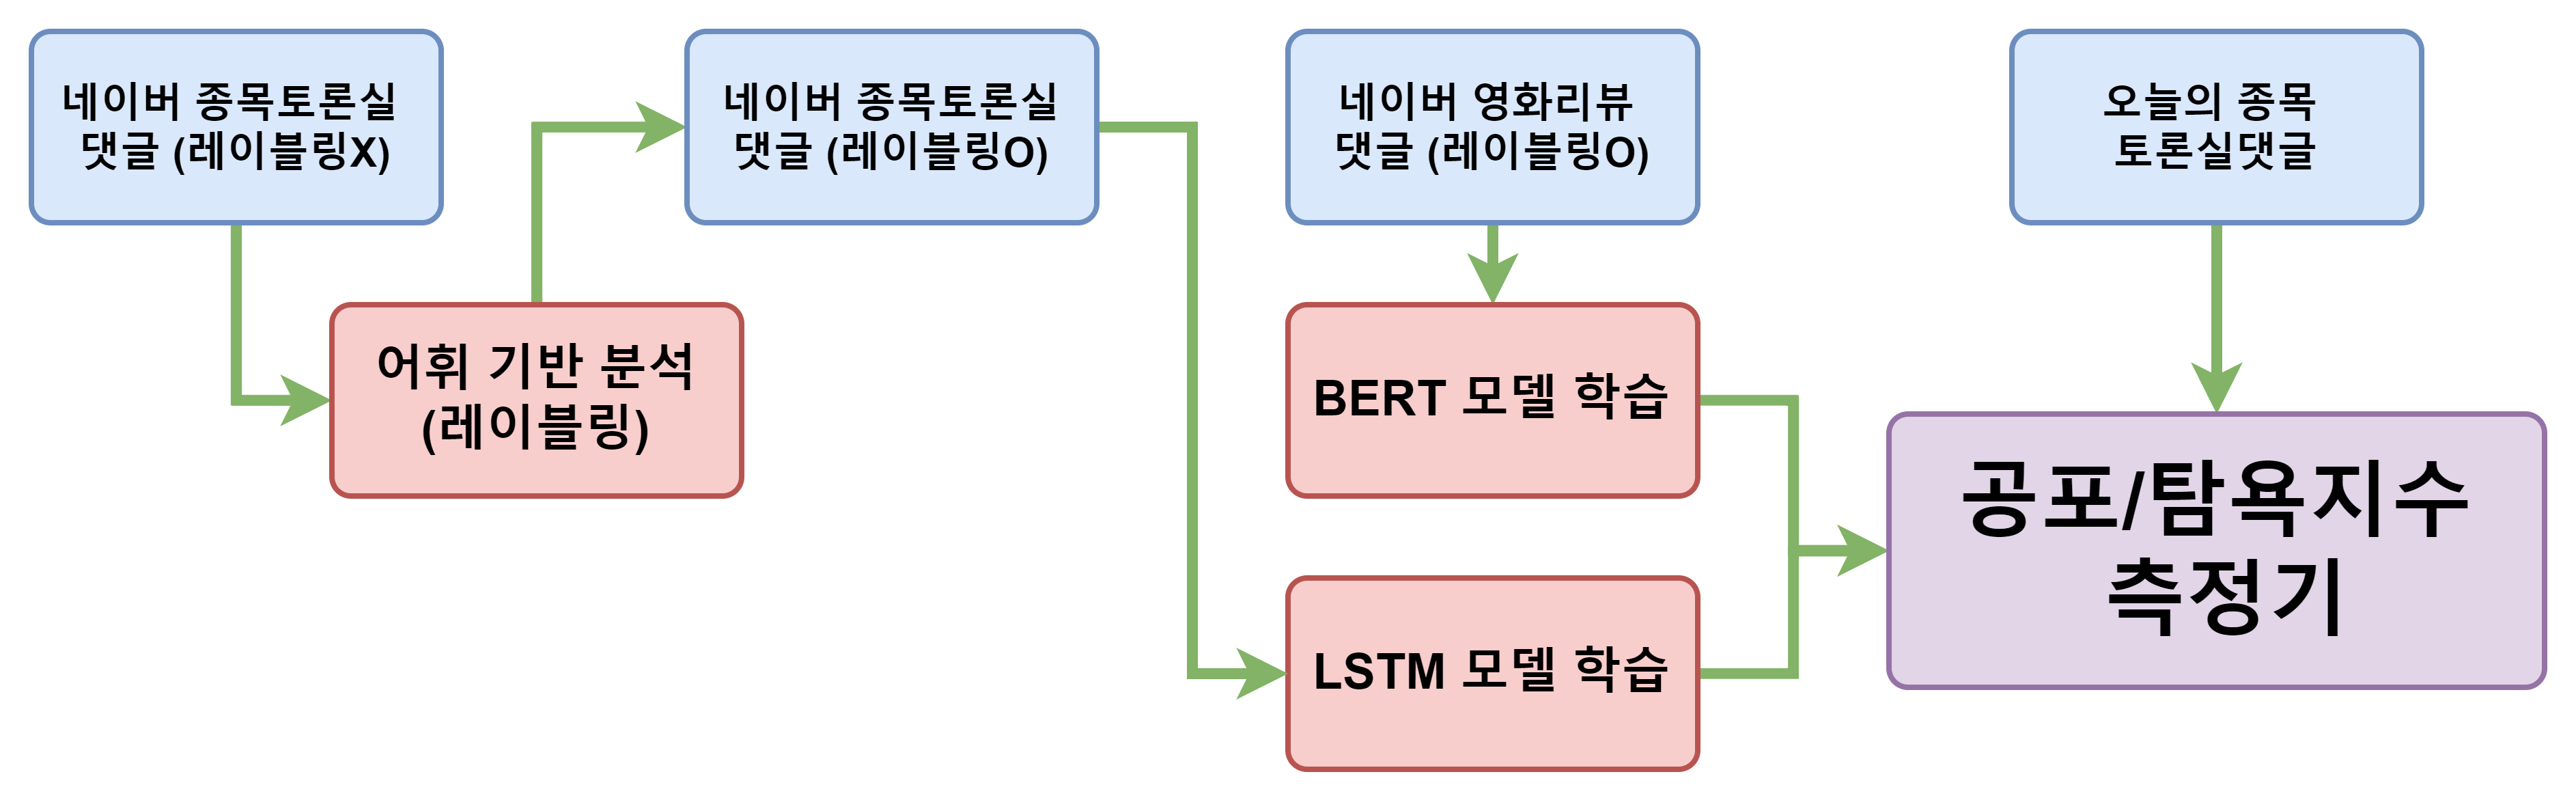 네이버 종목토론실
댓글 (레이블링X)
네이버 종목토론실
댓글 (레이블링O)
네이버 영화리뷰
댓글 (레이블링O)
오늘의 종목
토론실댓글
어휘 기반 분석
(레이블링)
BERT 모델 학습
LSTM 모델 학습
공포/탐욕지수
측정기